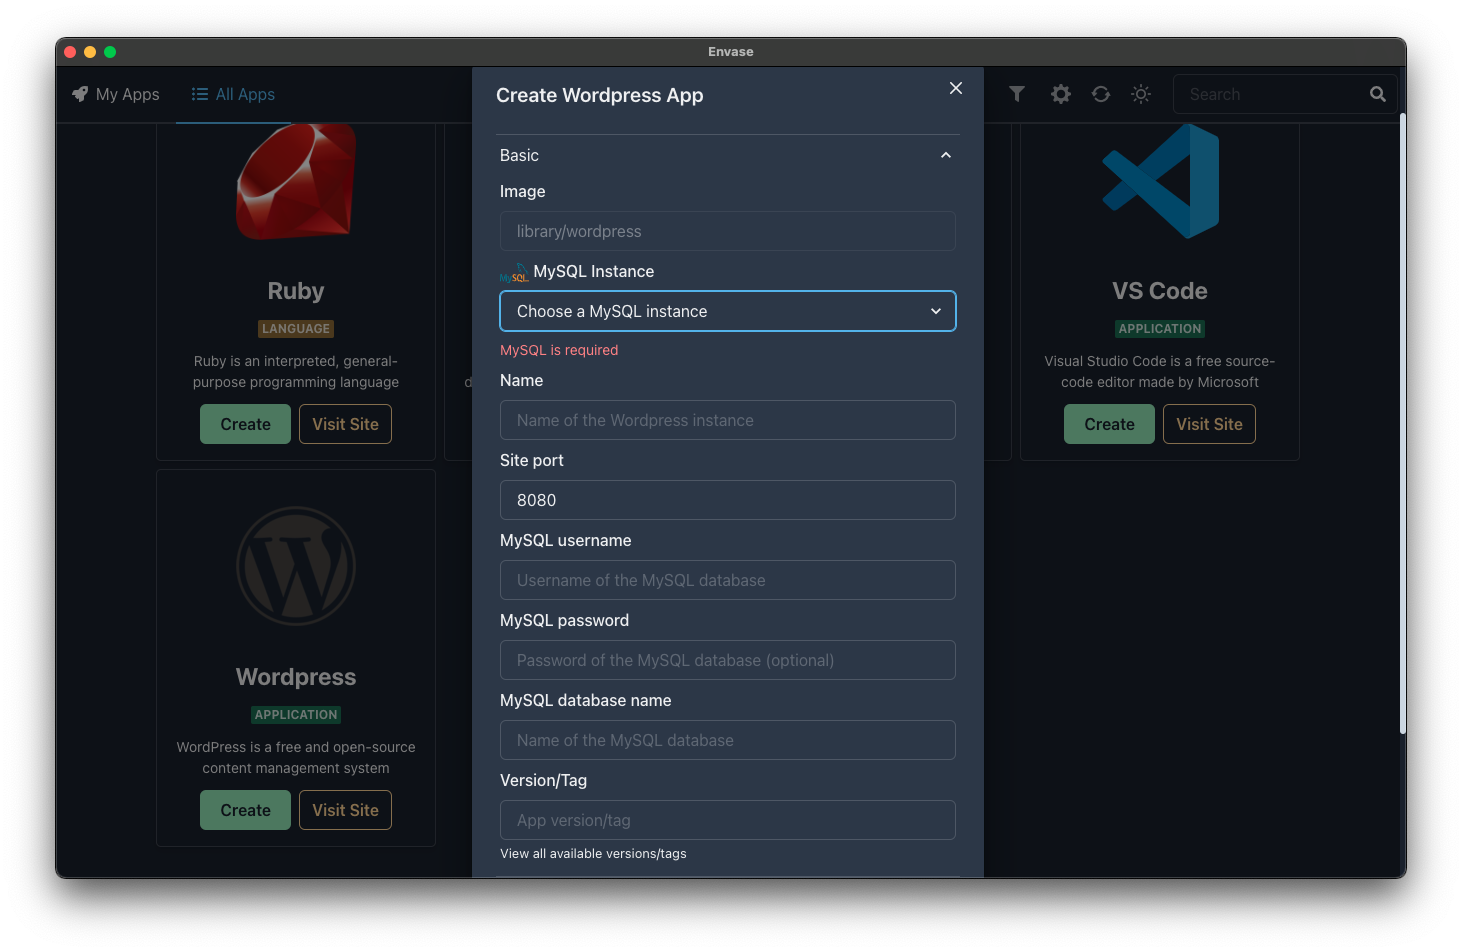 Envase
My Apps
All Apps
Search
Create Wordpress App
Basic
Image
library/wordpress
MySQL
MySQL Instance
Choose a MySQL instance
MySQL is required
Name
Name of the Wordpress instance
Site port
8080
MySQL username
Username of the MySQL database
MySQL password
Password of the MySQL database (optional)
MySQL database name
Name of the MySQL database
Version/Tag
App version/tag
View all available versions/tags
Ruby
LANGUAGE
Ruby is an interpreted, general-
purpose programming language
Create
Visit Site
d
VS Code
APPLICATION
Visual Studio Code is a free source-
code editor made by Microsoft
Create
Visit Site
Wordpress
APPLICATION
WordPress is a free and open-source
content management system
Create
Visit Site